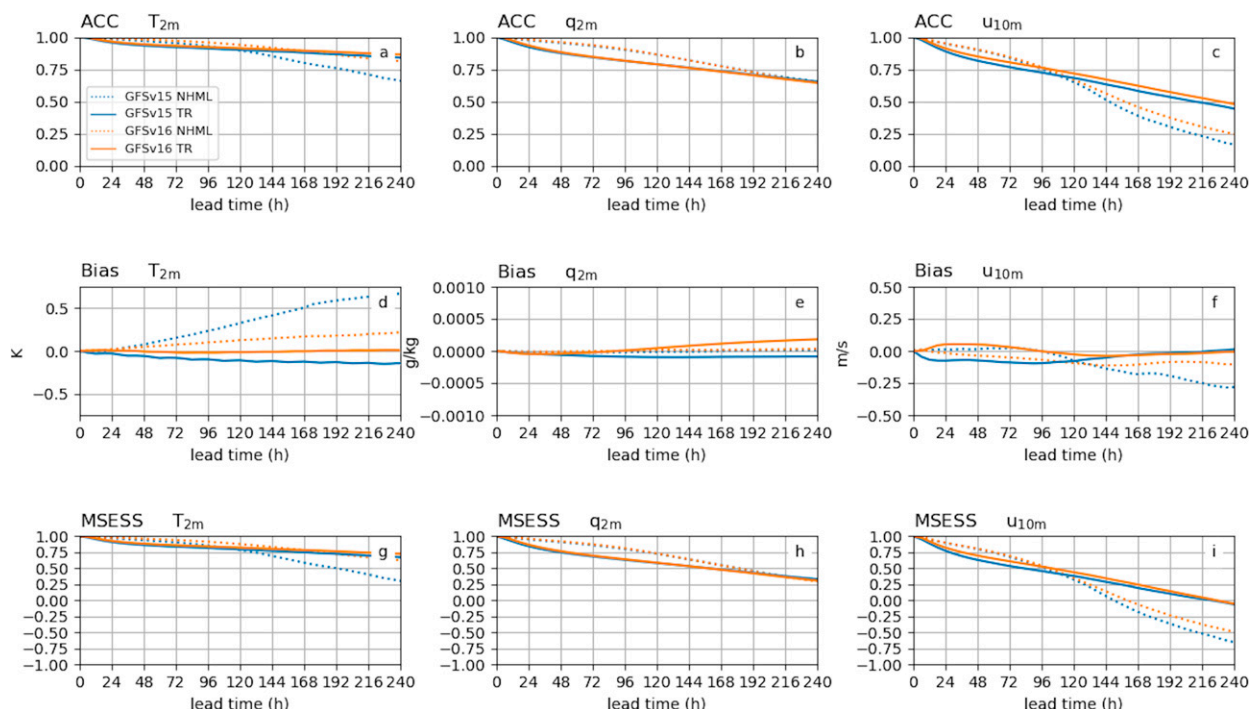 ACC T2m
1.00
0.75
0.50
0.25
0.00
a
GFSv15 NHML
GFSv15 TR
GFSv16 NHML
GFSv16 TR
0 24 48 72 96 120 144 168 192 216 240
lead time (h)
ACC q2m
1.00
0.75
0.50
0.25
0.00
b
0 24 48 72 96 120 144 168 192 216 240
lead time (h)
ACC u10m
1.00
0.75
0.50
0.25
0.00
c
0 24 48 72 96 120 144 168 192 216 240
lead time (h)
Bias T2m
K
0.5
0.0
−0.5
d
0 24 48 72 96 120 144 168 192 216 240
lead time (h)
Bias q2m
g/kg
0.0010
0.0005
0.0000
−0.0005
−0.0010
e
0 24 48 72 96 120 144 168 192 216 240
lead time (h)
Bias u10m
m/s
0.50
0.25
0.00
−0.25
−0.50
f
0 24 48 72 96 120 144 168 192 216 240
lead time (h)
MSESS T2m
1.00
0.75
0.50
0.25
0.00
−0.25
−0.50
−0.75
−1.00
g
0 24 48 72 96 120 144 168 192 216 240
lead time (h)
MSESS q2m
1.00
0.75
0.50
0.25
0.00
−0.25
−0.50
−0.75
−1.00
h
0 24 48 72 96 120 144 168 192 216 240
lead time (h)
MSESS u10m
1.00
0.75
0.50
0.25
0.00
−0.25
−0.50
−0.75
−1.00
i
0 24 48 72 96 120 144 168 192 216 240
lead time (h)